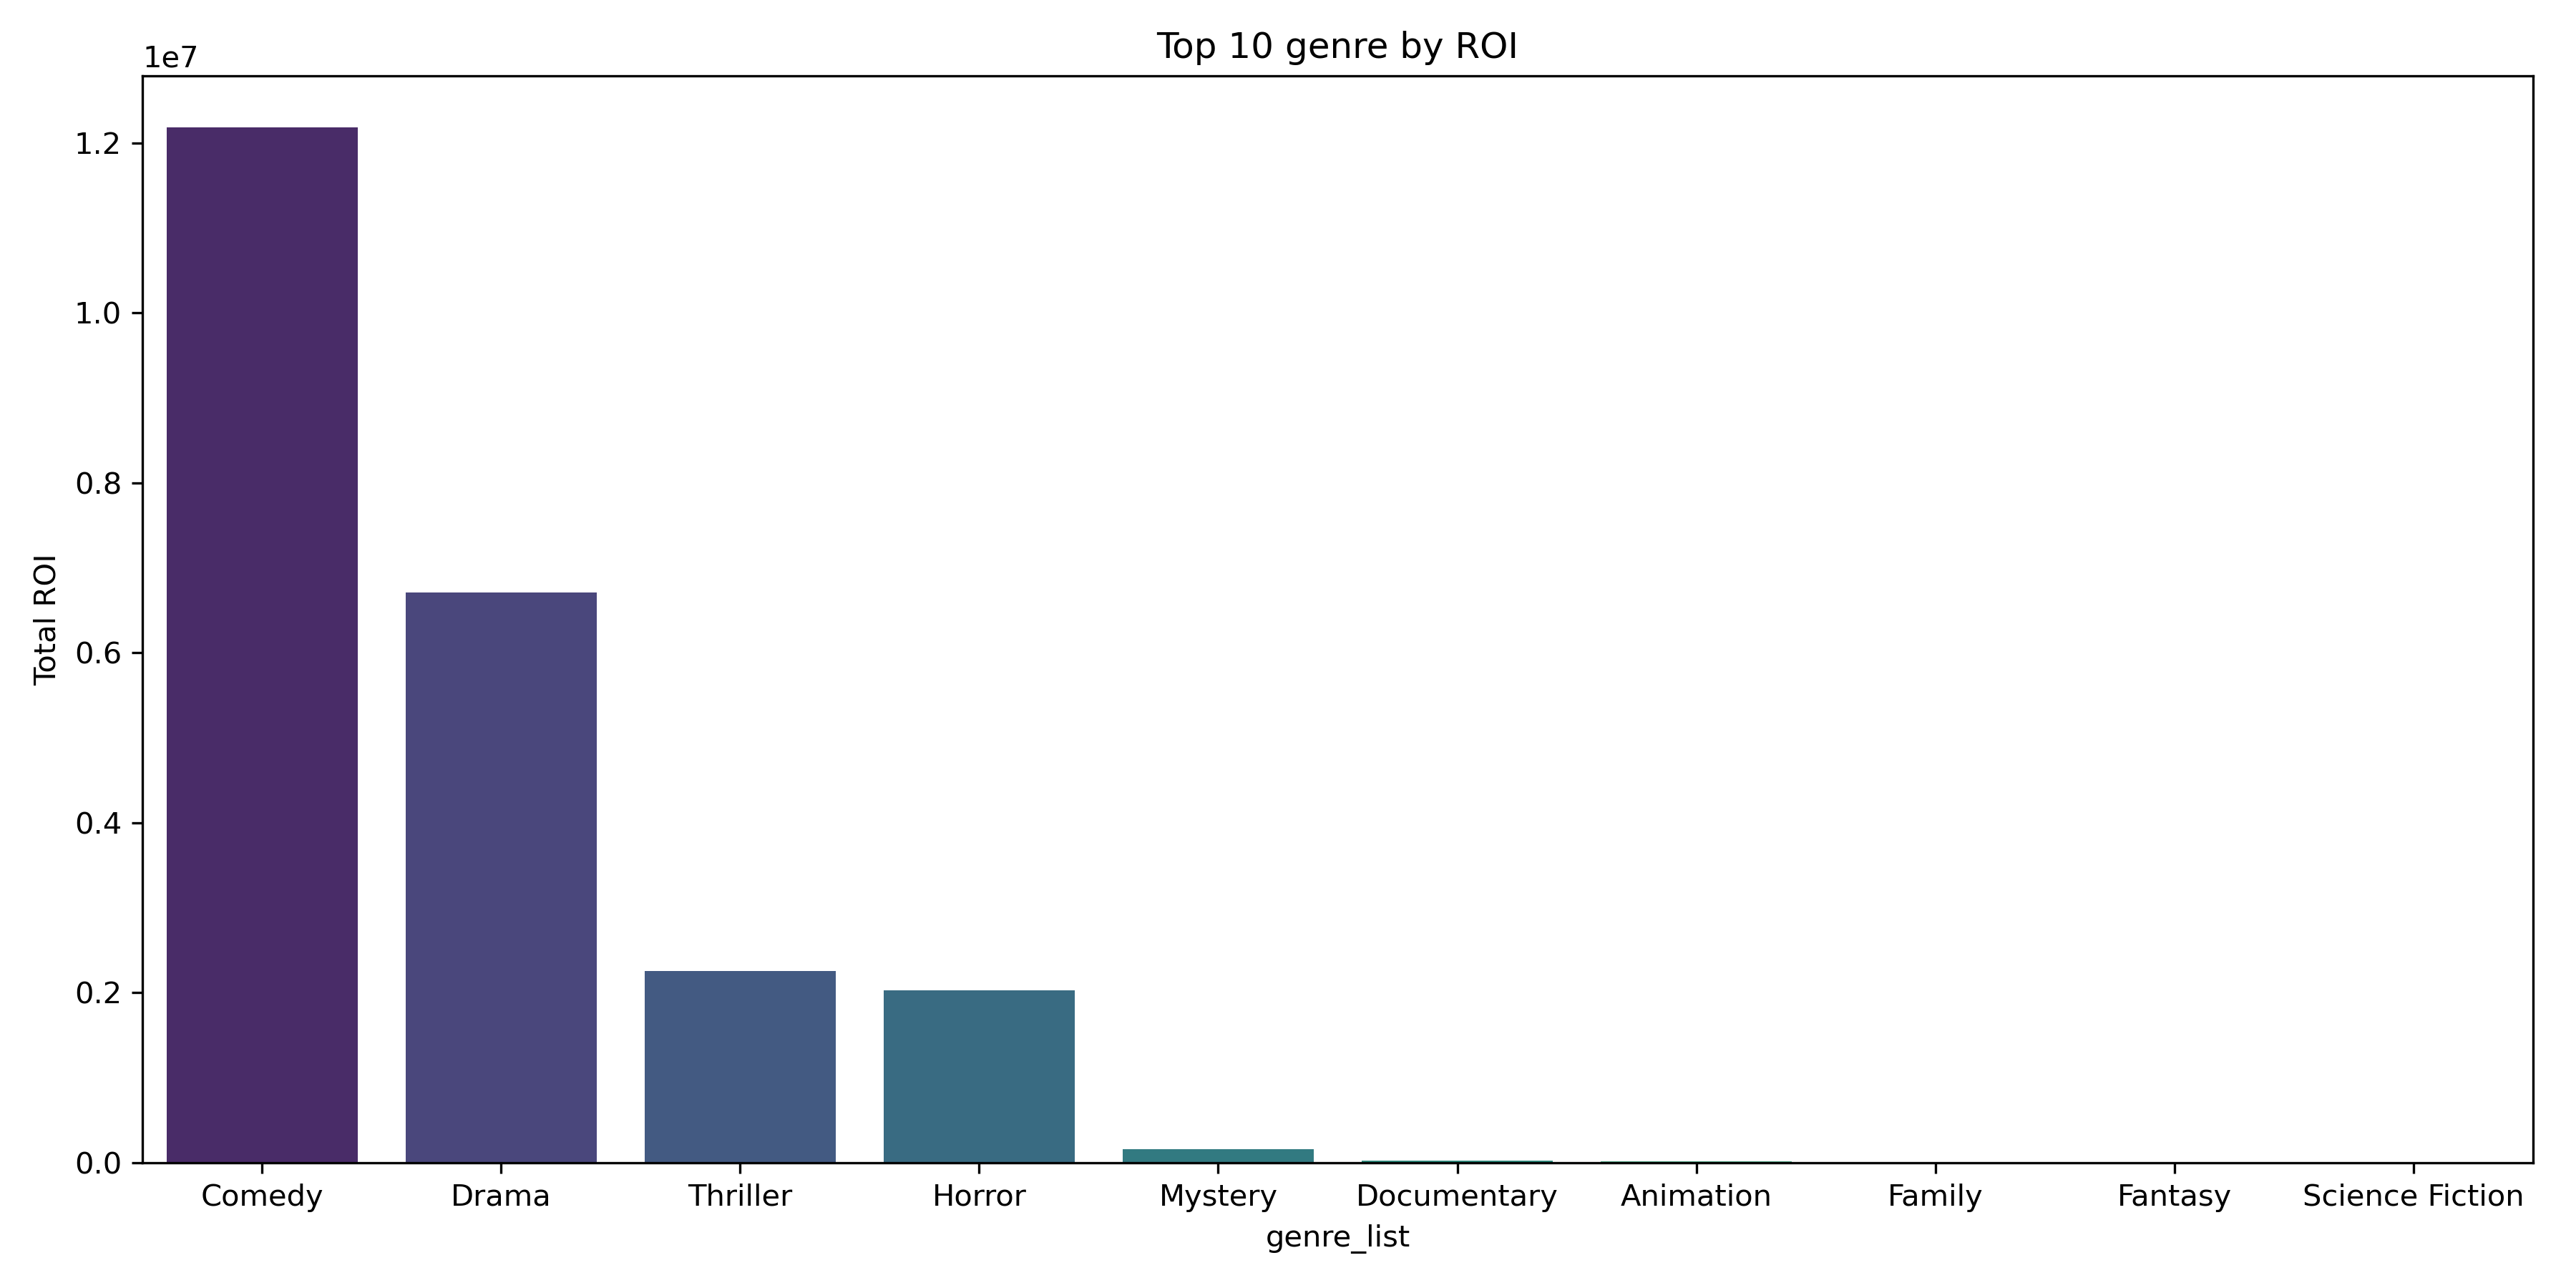 Top 10 genre by ROI
1e7
1.2
1.0
0.8
0.6
0.4
0.2
0.0
Total ROI
Comedy Drama Thriller Horror Mystery Documentary Animation Family Fantasy Science Fiction
genre_list